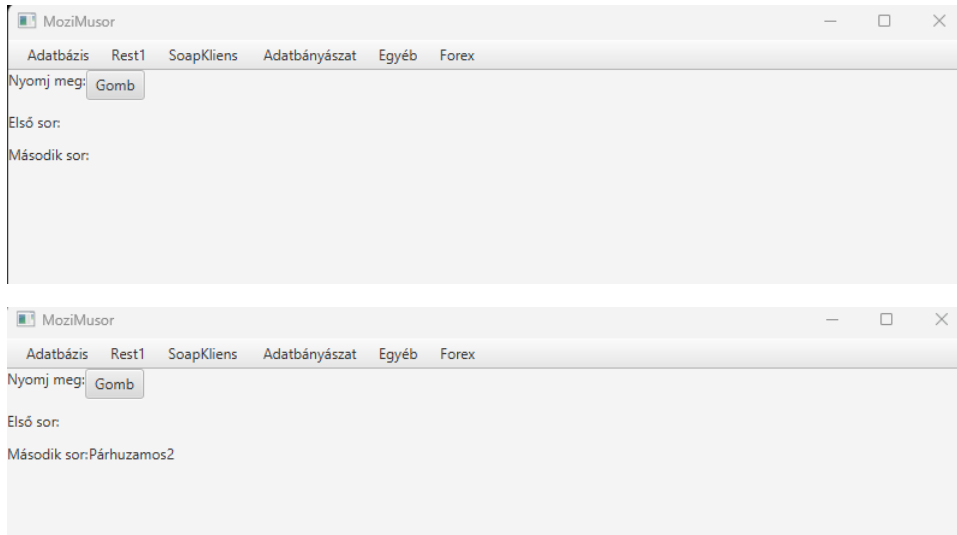 MoziMusor
Adatbázis Rest1 SoapKliens Adatbányászat Egyéb Forex
Nyomj meg: Gomb
Első sor:
Második sor:
MoziMusor
Adatbázis Rest1 SoapKliens Adatbányászat Egyéb Forex
Nyomj meg: Gomb
Első sor:
Második sor:Párhuzamos2